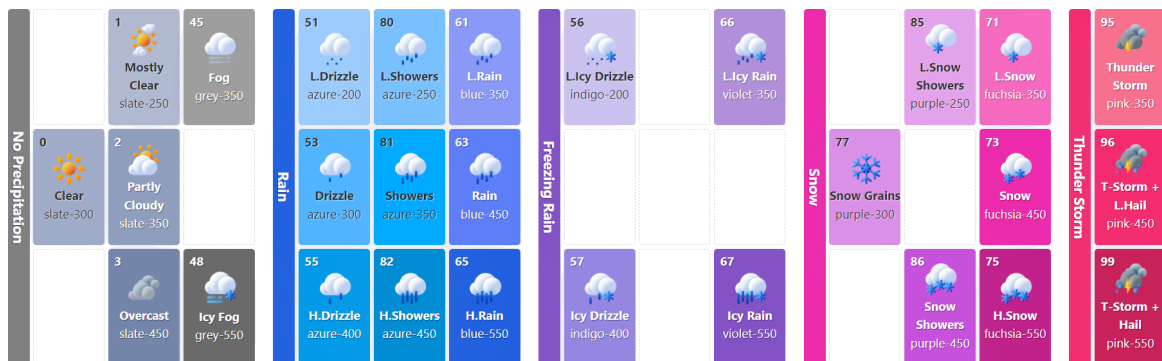 No Precipitation
1
Mostly
Clear
slate-250
45
Fog
grey-350
0
Clear
slate-300
2
Partly
Cloudy
slate-350
3
Overcast
slate-450
48
Icy Fog
grey-550
Rain
51
L.Drizzle
azure-200
80
L.Showers
azure-250
61
L.Rain
blue-350
53
Drizzle
azure-300
81
Showers
azure-350
63
Rain
blue-450
55
H.Drizzle
azure-400
82
H.Showers
azure-450
65
H.Rain
blue-550
Freezing Rain
56
L.Icy Drizzle
indigo-200
66
L.Icy Rain
violet-350
57
Icy Drizzle
indigo-400
67
Icy Rain
violet-550
Snow
85
L.Snow
Showers
purple-250
71
L.Snow
fuchsia-350
77
Snow Grains
purple-300
73
Snow
fuchsia-450
86
Snow
Showers
purple-450
75
H.Snow
fuchsia-550
Thunder Storm
95
Thunder
Storm
pink-350
96
T-Storm +
L.Hail
pink-450
99
T-Storm +
Hail
pink-550